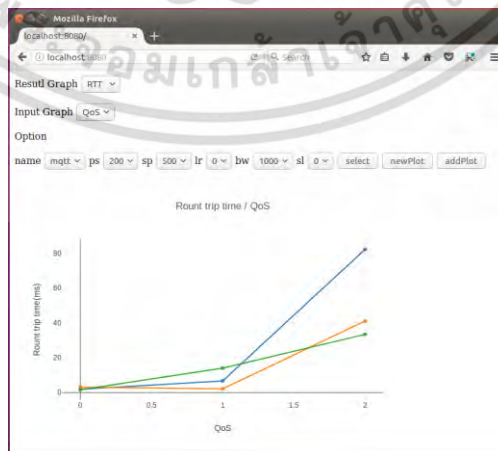 Mozilla Firefox
localhost:8080/ × +
localhost:8080 Search
Resutl Graph RTT
Input Graph QoS
Option
name mqtt ps 200 sp 500 lr 0 bw 1000 sl 0 select newPlot addPlot
Rount trip time / QoS
Rount trip time(ms)
80
60
40
20
0
0 0.5 1 1.5 2
QoS